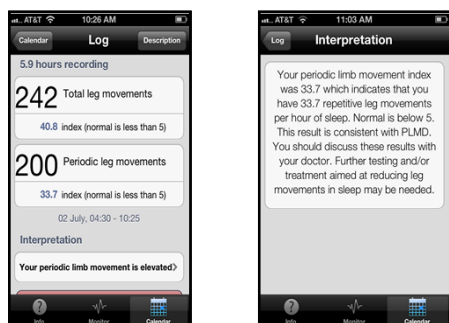 AT&T 10:26 AM
Calendar Log Description
5.9 hours recording
242 Total leg movements
40.8 index (normal is less than 5)
200 Periodic leg movements
33.7 index (normal is less than 5)
02 July, 04:30 - 10:25
Interpretation
Your periodic limb movement is elevated
Info Monitor Calendar
AT&T 11:03 AM
Log Interpretation
Your periodic limb movement index
was 33.7 which indicates that you
have 33.7 repetitive leg movements
per hour of sleep. Normal is below 5.
This result is consistent with PLMD.
You should discuss these results with
your doctor. Further testing and/or
treatment aimed at reducing leg
movements in sleep may be needed.
Info Monitor Calendar